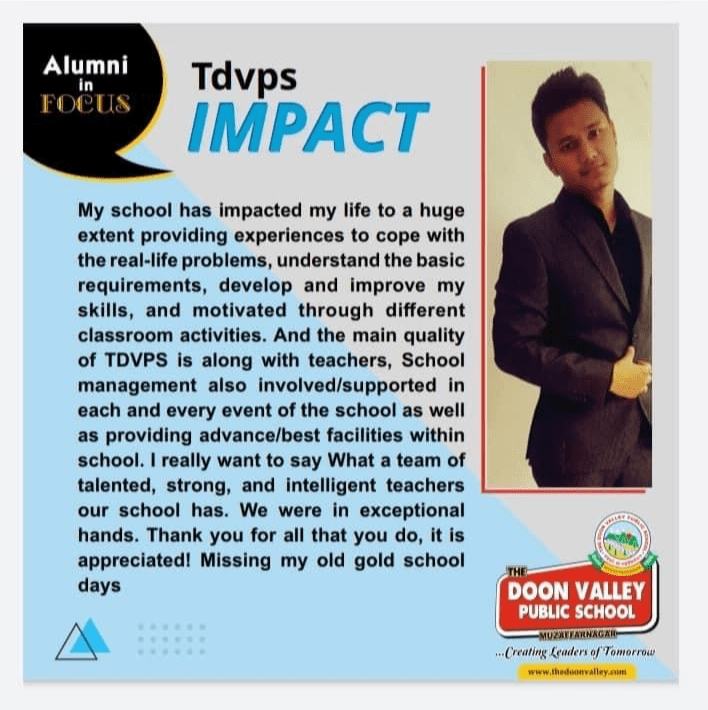 Alumni
in
FOCUS
Tdvps
IMPACT
My school has impacted my life to a huge
extent providing experiences to cope with
the real-life problems, understand the basic
requirements, develop and improve my
skills, and motivated through different
classroom activities. And the main quality
of TDVPS is along with teachers, School
management also involved/supported in
each and every event of the school as well
as providing advance/best facilities within
school. I really want to say What a team of
talented, strong, and intelligent teachers
our school has. We were in exceptional
hands. Thank you for all that you do, it is
appreciated! Missing my old gold school
days
THE
DOON VALLEY
PUBLIC SCHOOL
MUZAFFARNAGAR
...Creating Leaders of Tomorrow
www.thedoonvalley.com